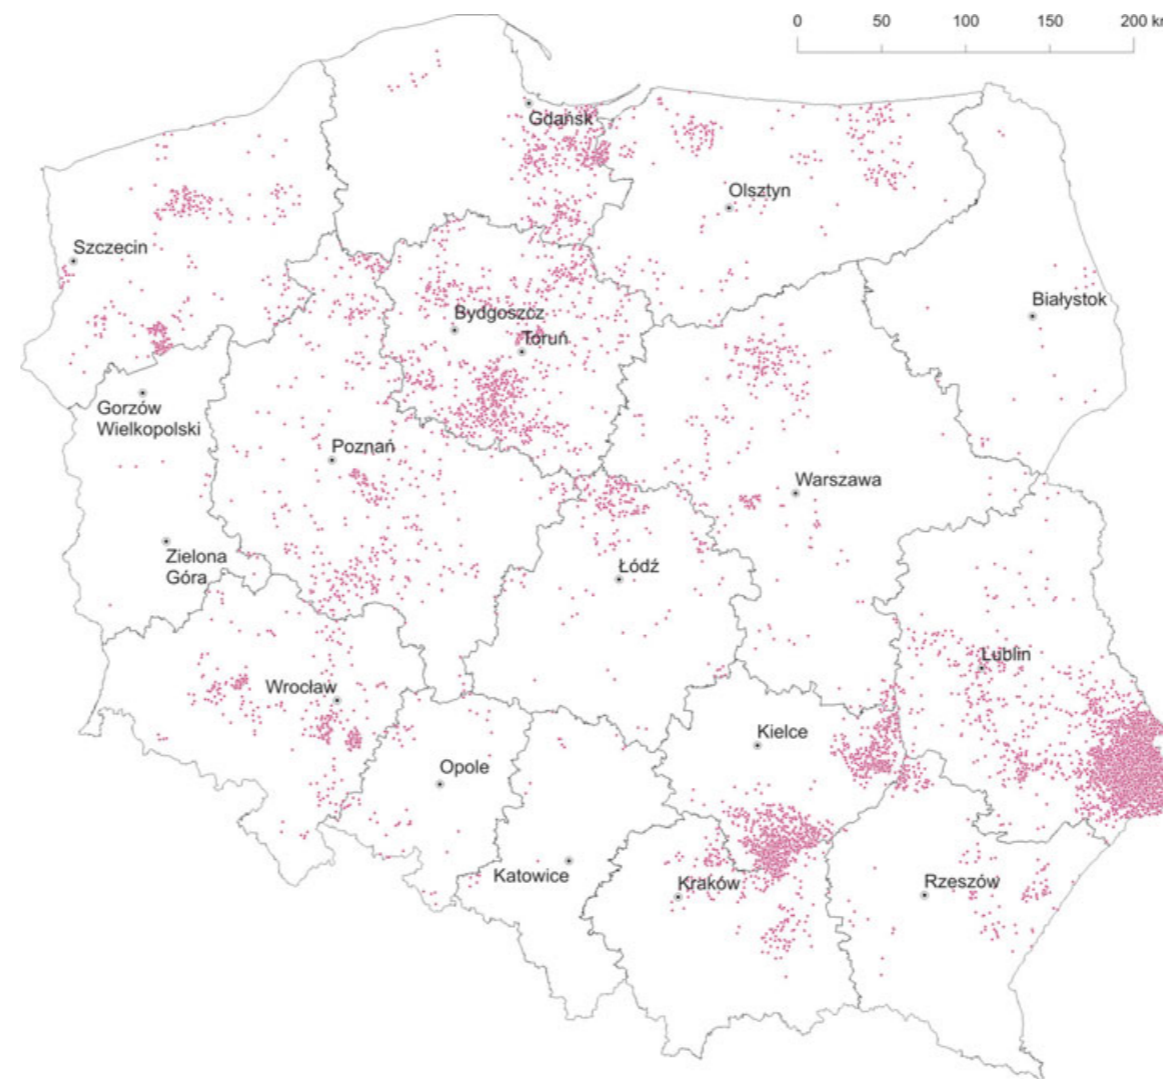 0 50 100 150 200 km
Gdańsk
Olsztyn
Szczecin
Białystok
Bydgoszcz
Toruń
Gorzów
Wielkopolski
Poznań
Warszawa
Zielona
Góra
Łódź
Lublin
Wrocław
Kielce
Opole
Katowice
Kraków
Rzeszów